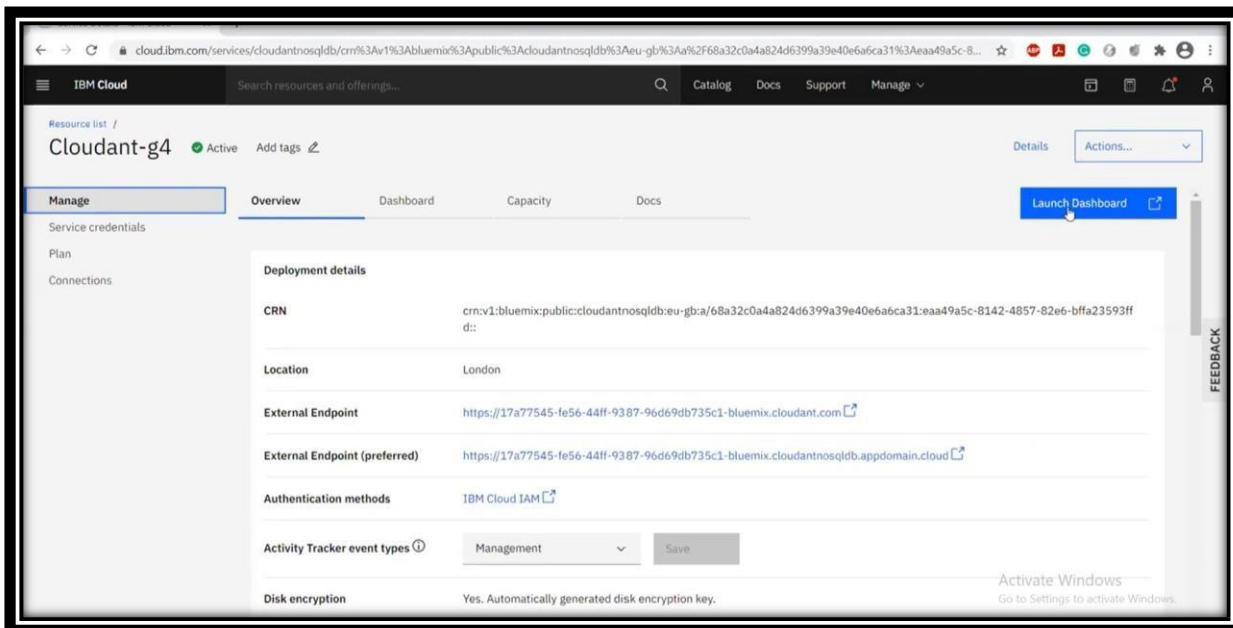 cloud.ibm.com/services/cloudantnosqldb/crn%3Av1%3Abluemix%3Apublic%3Acloudantnosqldb%3Aeu-gb%3Aa%2F68a32c0a4a824d6399a39e40e6a6ca31%3Aeaa49a5c-8...
IBM Cloud Search resources and offerings... Catalog Docs Support Manage
Resource list /
Cloudant-g4 Active Add tags Details Actions...
Manage Overview Dashboard Capacity Docs Launch Dashboard
Service credentials
Plan
Connections
Deployment details
CRN crn:v1:bluemix:public:cloudantnosqldb:eu-gb:a/68a32c0a4a824d6399a39e40e6a6ca31:eaa49a5c-8142-4857-82e6-bffa23593ff
d::
Location London
External Endpoint https://17a77545-fe56-44ff-9387-96d69db735c1-bluemix.cloudant.com
External Endpoint (preferred) https://17a77545-fe56-44ff-9387-96d69db735c1-bluemix.cloudantnosqldb.appdomain.cloud
Authentication methods IBM Cloud IAM
Activity Tracker event types Management Save
Disk encryption Yes. Automatically generated disk encryption key.
FEEDBACK
Activate Windows
Go to Settings to activate Windows.